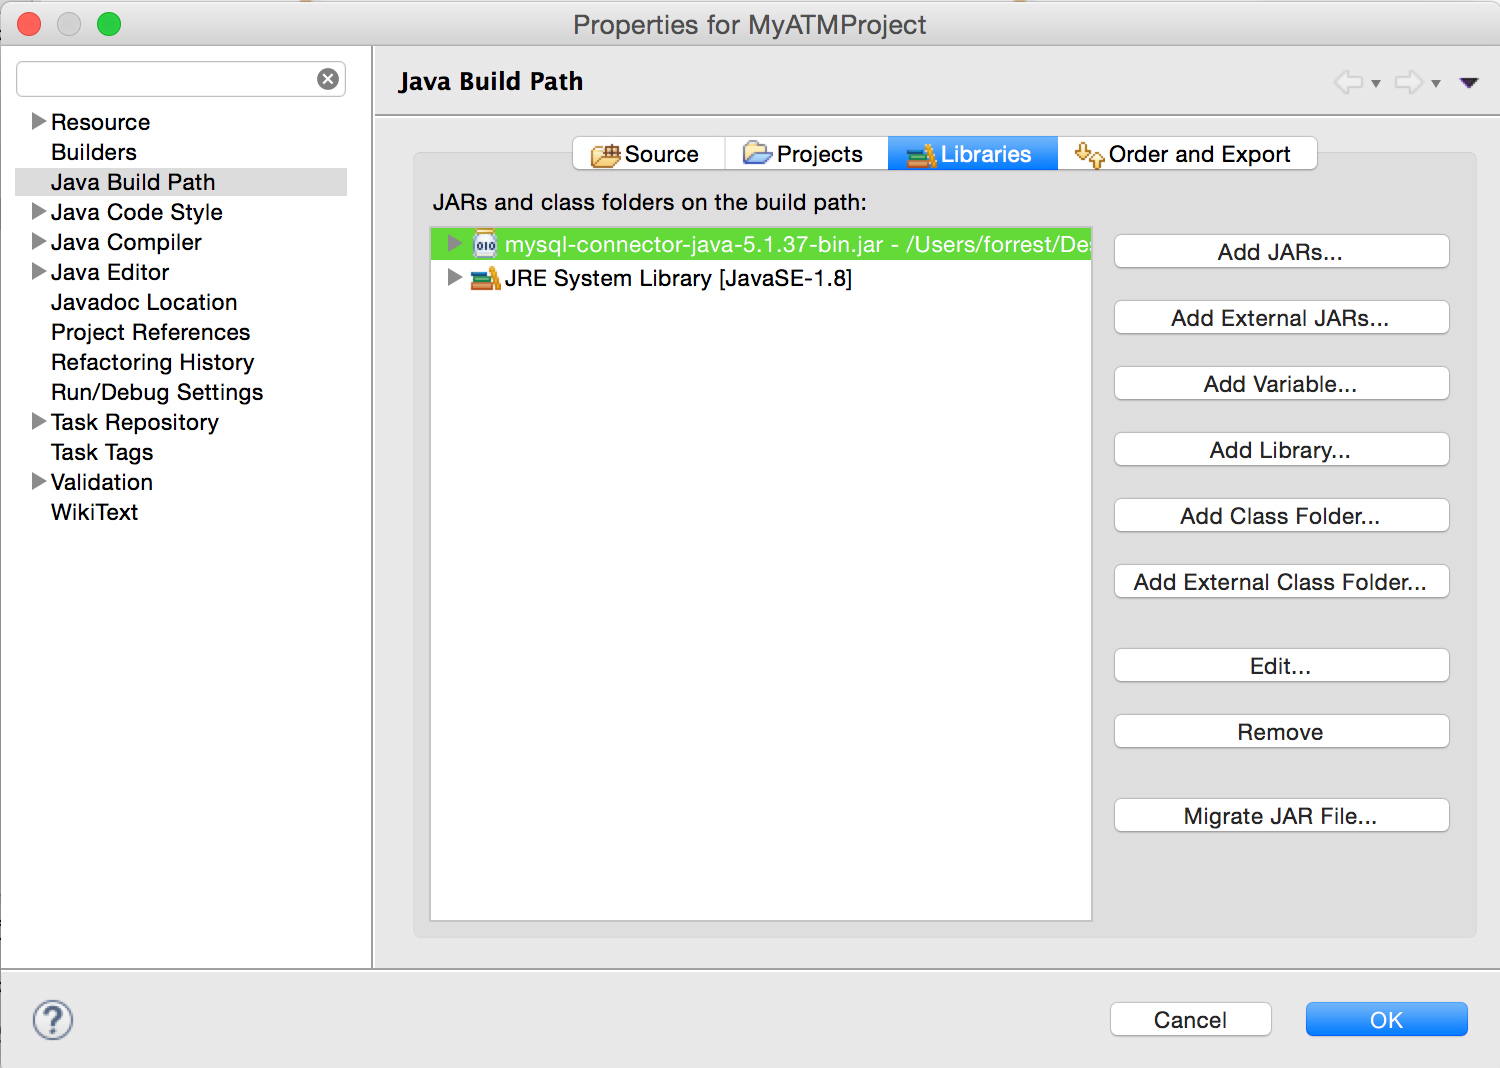 Properties for MyATMProject
Resource
Builders
Java Build Path
Java Code Style
Java Compiler
Java Editor
Javadoc Location
Project References
Refactoring History
Run/Debug Settings
Task Repository
Task Tags
Validation
WikiText
Java Build Path
Source Projects Libraries Order and Export
JARs and class folders on the build path:
mysql-connector-java-5.1.37-bin.jar - /Users/forrest/Des
JRE System Library [JavaSE-1.8]
Add JARs...
Add External JARs...
Add Variable...
Add Library...
Add Class Folder...
Add External Class Folder...
Edit...
Remove
Migrate JAR File...
?
Cancel OK